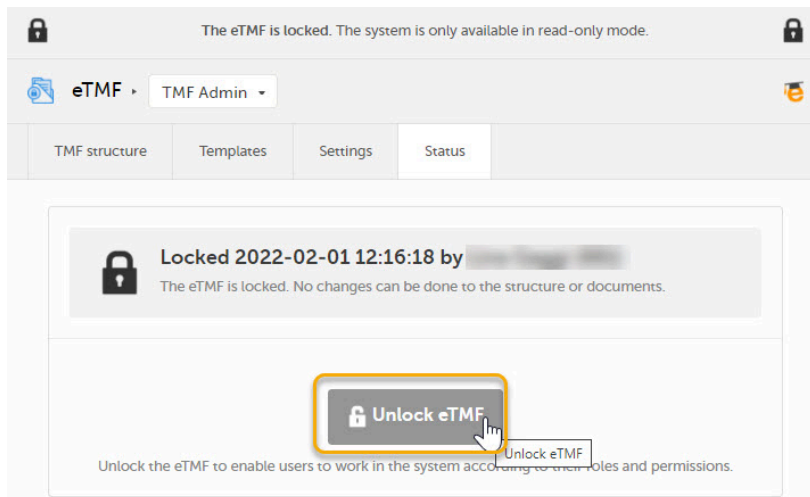 The eTMF is locked. The system is only available in read-only mode.
eTMF TMF Admin
TMF structure Templates Settings Status
Locked 2022-02-01 12:16:18 by
The eTMF is locked. No changes can be done to the structure or documents.
Unlock eTMF
Unlock eTMF
Unlock the eTMF to enable users to work in the system according to their roles and permissions.